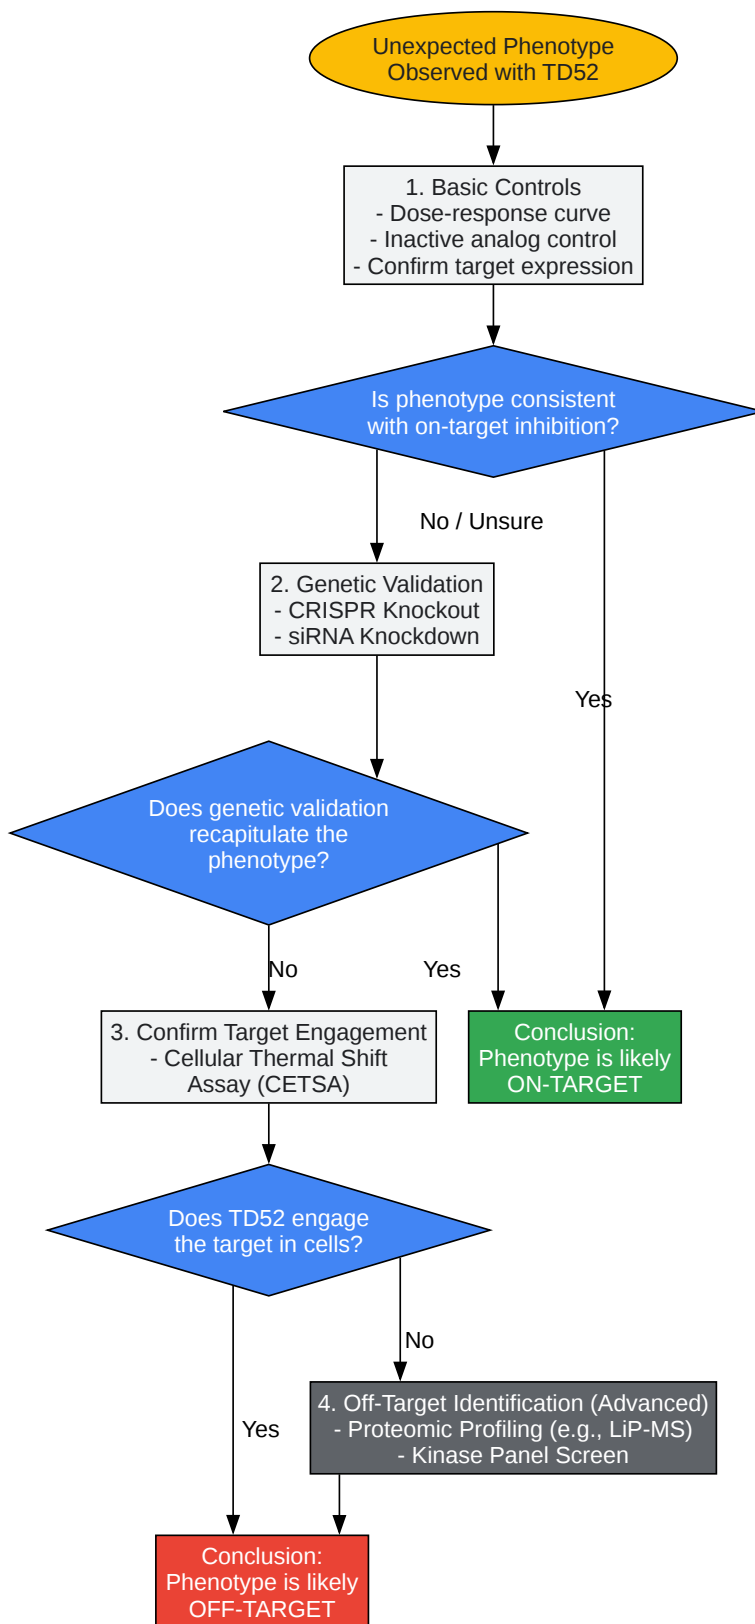 Unexpected Phenotype
Observed with TD52
1. Basic Controls
- Dose-response curve
- Inactive analog control
- Confirm target expression
Is phenotype consistent
with on-target inhibition?
No / Unsure
2. Genetic Validation
- CRISPR Knockout
- siRNA Knockdown
Yes
Does genetic validation
recapitulate the
phenotype?
No
Yes
3. Confirm Target Engagement
- Cellular Thermal Shift
Assay (CETSA)
Conclusion:
Phenotype is likely
ON-TARGET
Does TD52 engage
the target in cells?
No
4. Off-Target Identification (Advanced)
- Proteomic Profiling (e.g., LiP-MS)
- Kinase Panel Screen
Yes
Conclusion:
Phenotype is likely
OFF-TARGET